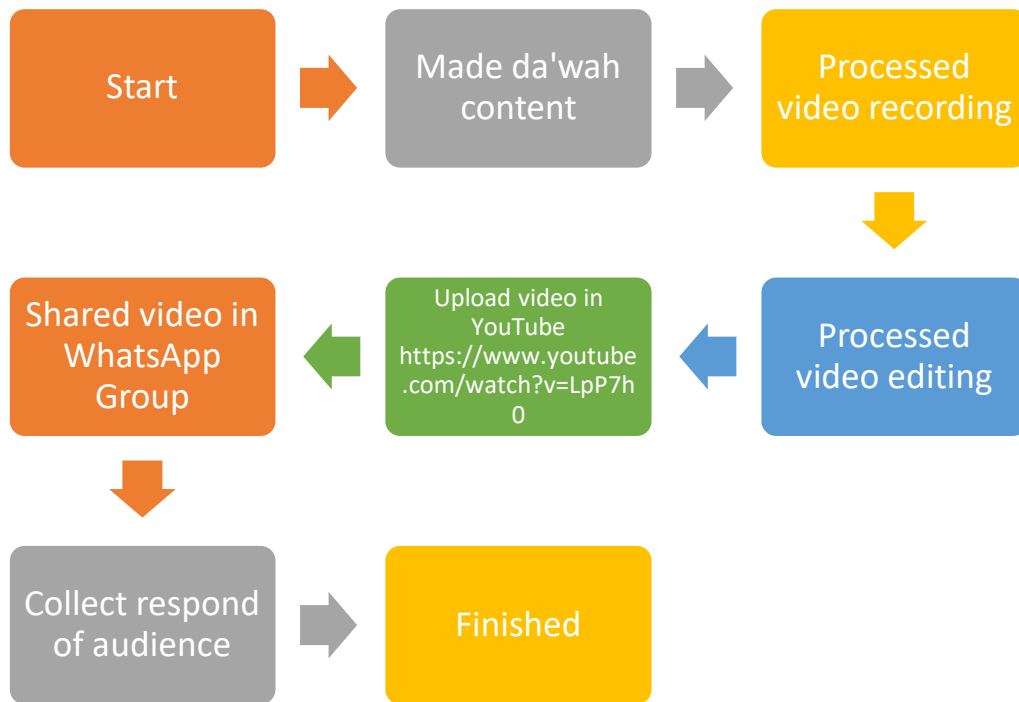 Start
Made da'wah
content
Processed
video recording
Processed
video editing
Upload video in
YouTube
https://www.youtube
.com/watch?v=LpP7h
0
Shared video in
WhatsApp
Group
Collect respond
of audience
Finished